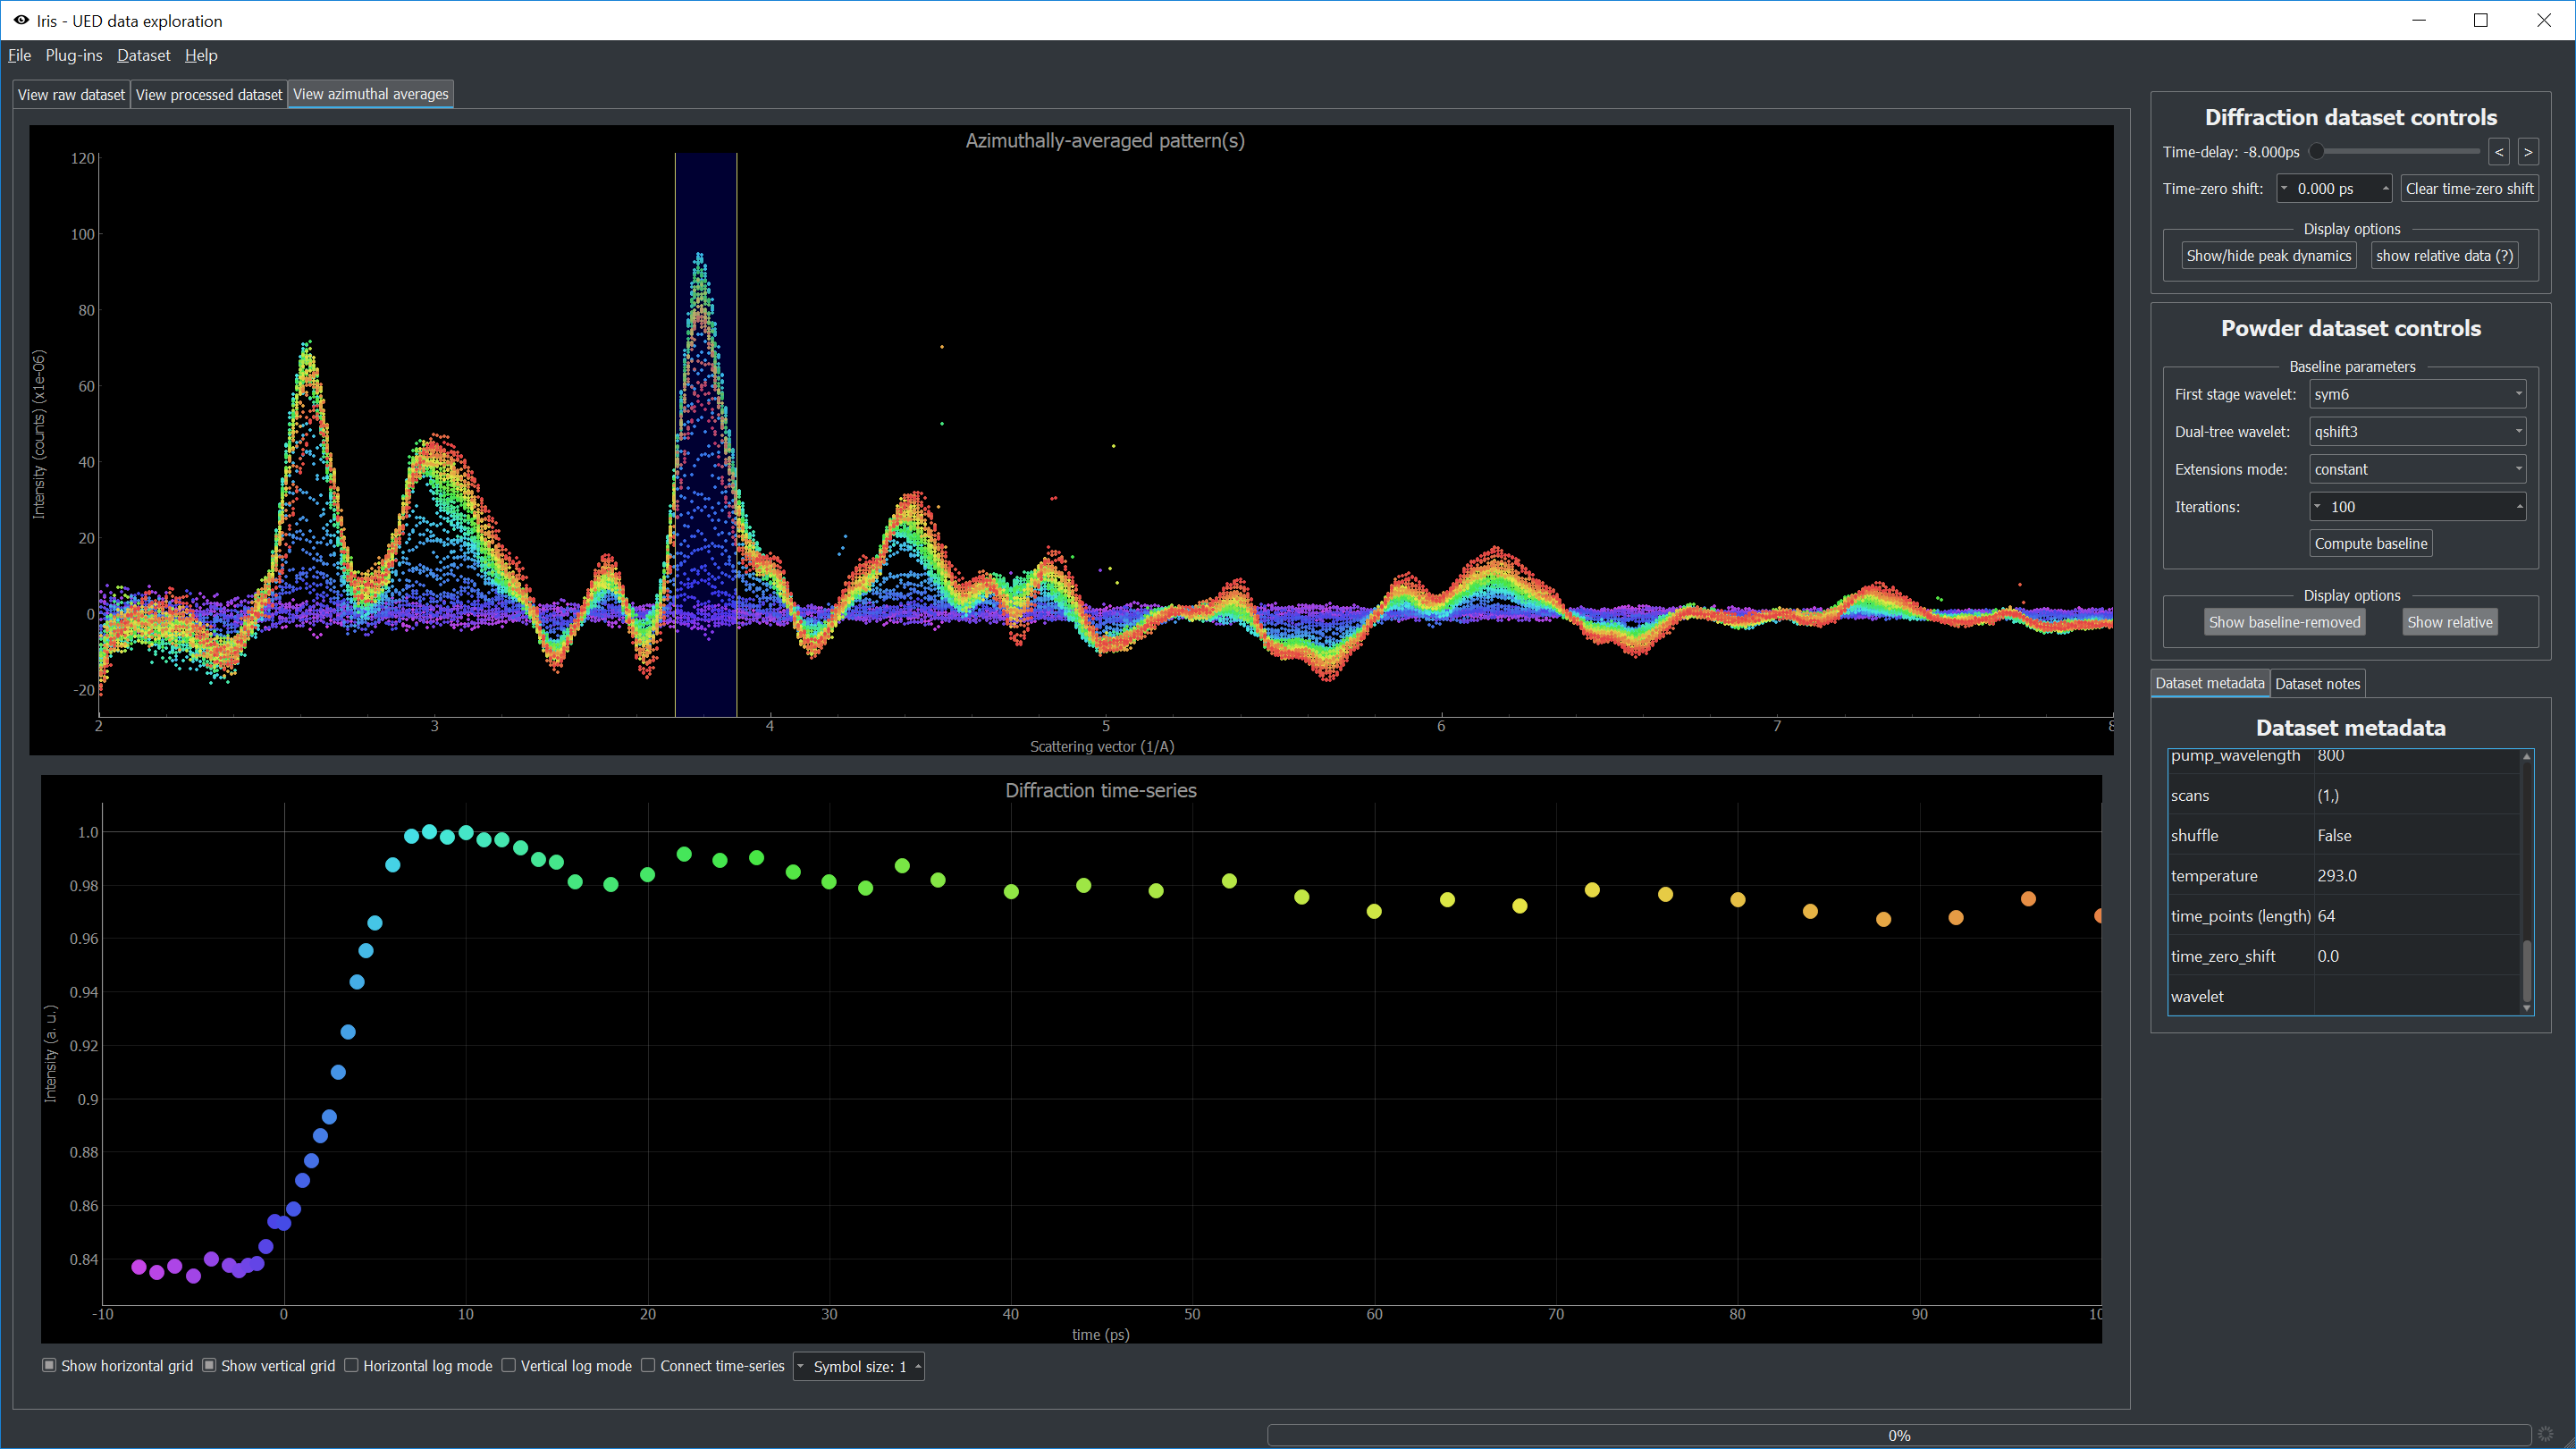 Iris - UED data exploration
File Plug-ins Dataset Help
View raw dataset View processed dataset View azimuthal averages
Azimuthally-averaged pattern(s)
120
100
80
60
40
20
0
-20
Intensity (counts) (x1e-06)
2 3 4 5 6 7 8
Scattering vector (1/A)
Diffraction time-series
1.0
0.98
0.96
0.94
0.92
0.9
0.88
0.86
0.84
Intensity (a. u.)
-10 0 10 20 30 40 50 60 70 80 90 10
time (ps)
Show horizontal grid Show vertical grid Horizontal log mode Vertical log mode Connect time-series Symbol size: 1
Diffraction dataset controls
Time-delay: -8.000ps < >
Time-zero shift: 0.000 ps Clear time-zero shift
Display options
Show/hide peak dynamics show relative data (?)
Powder dataset controls
Baseline parameters
First stage wavelet: sym6
Dual-tree wavelet: qshift3
Extensions mode: constant
Iterations: 100
Compute baseline
Display options
Show baseline-removed Show relative
Dataset metadata Dataset notes
Dataset metadata
pump_wavelength 800
scans (1,)
shuffle False
temperature 293.0
time_points (length) 64
time_zero_shift 0.0
wavelet
0%